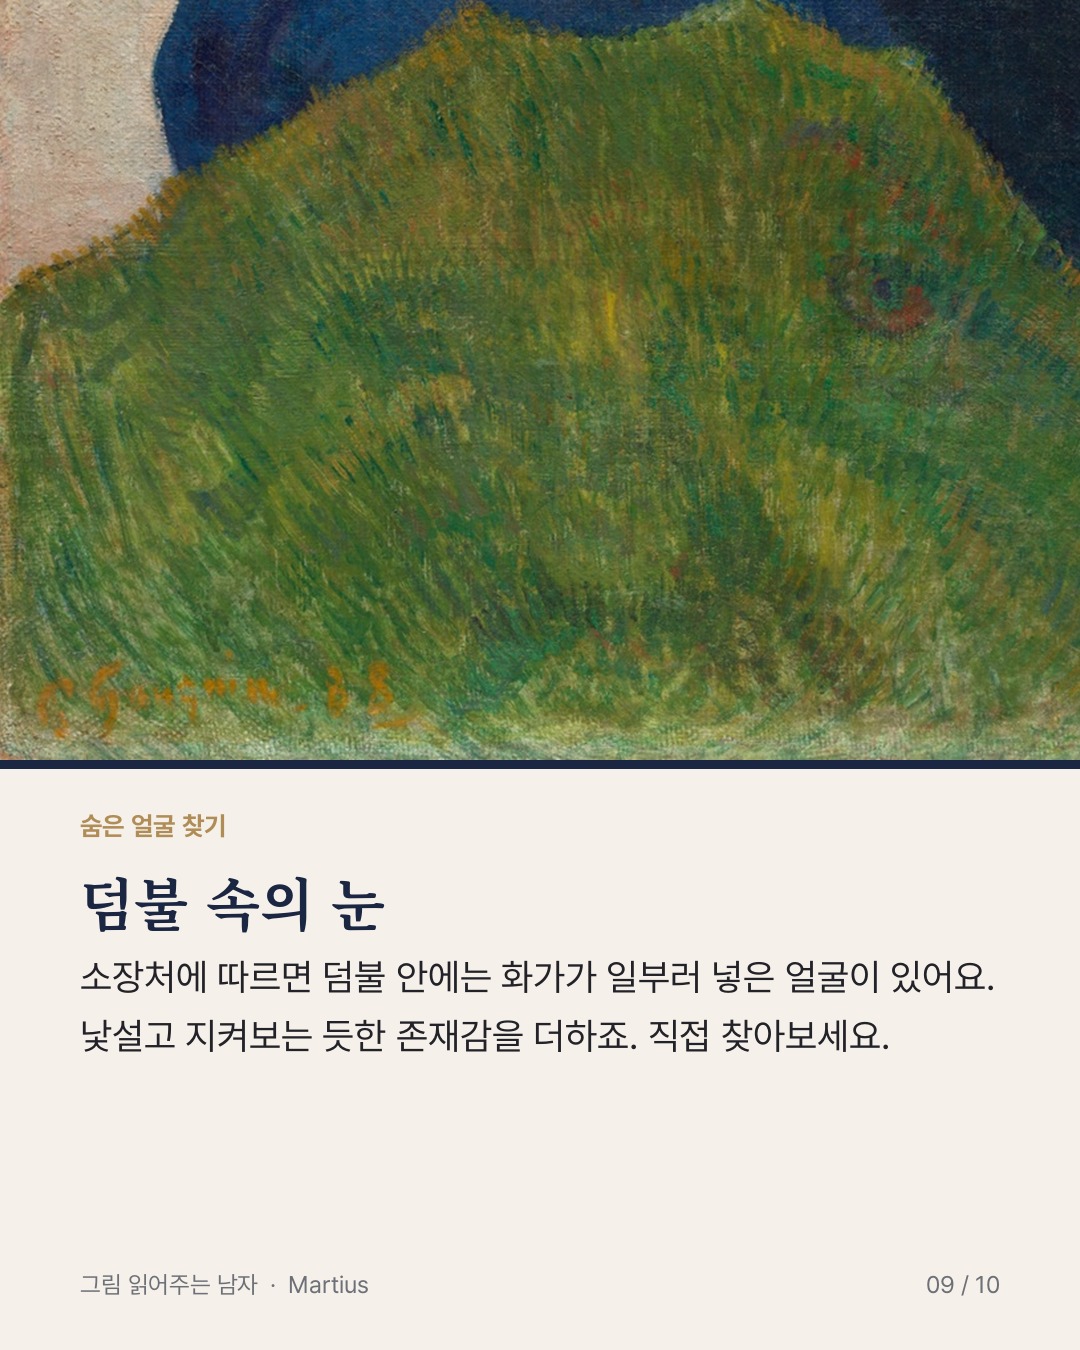 P Gauguin. 88
숨은 얼굴 찾기
덤불 속의 눈
소장처에 따르면 덤불 안에는 화가가 일부러 넣은 얼굴이 있어요.
낯설고 지켜보는 듯한 존재감을 더하죠. 직접 찾아보세요.
그림 읽어주는 남자 · Martius
09 / 10